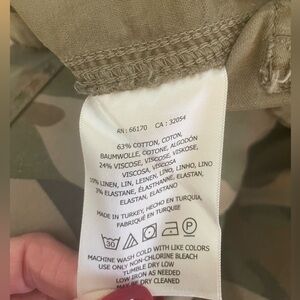 RN: 66170 CA: 32054
63% COTTON, COTON,
BAUMWOLLE, COTONE, ALGODÓN
24% VISCOSE, VISCOSE, VISKOSE,
VISCOSA, VISCOSA
10% LINEN, LIN, LEINEN, LINO, LINHO, LINO
3% ELASTANE, ELASTHANNE, ELASTAN,
ELASTAN, ELASTANO
MADE IN TURKEY, HECHO EN TURQUIA,
FABRIQUÉ EN TURQUIE
30
MACHINE WASH COLD WITH LIKE COLORS
USE ONLY NON-CHLORINE BLEACH
TUMBLE DRY LOW
LOW IRON AS NEEDED
MAY BE DRY CLEANED